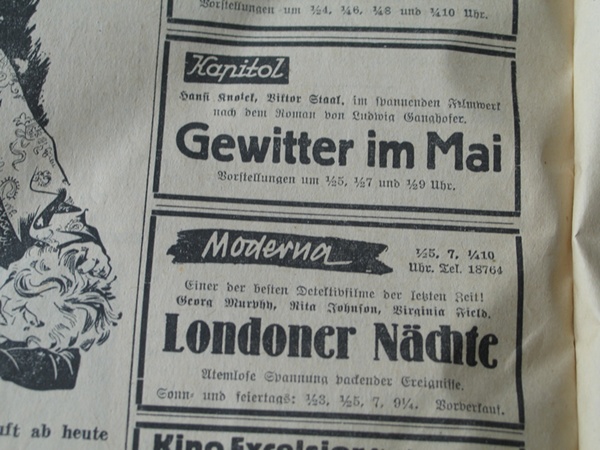 Vorstellungen um ½4, ¼6, ¼8 und ¼10 Uhr.
Kapitol
Hansi Knotek, Viktor Staal, im spannenden Filmwerk
nach dem Roman von Ludwig Ganghofer.
Gewitter im Mai
Vorstellungen um ½5, ½7 und ½9 Uhr.
Moderna
½5, 7, ¼10
Uhr. Tel. 18764
Einer der besten Detektivfilme der letzten Zeit!
Georg Murphy, Rita Johnson, Virginia Field.
Londoner Nächte
Atemlose Spannung packender Ereignisse.
Sonn- und feiertags: ½3, ½5, 7, 9¼. Vorverkauf.
ab heute
Kino Excelsior